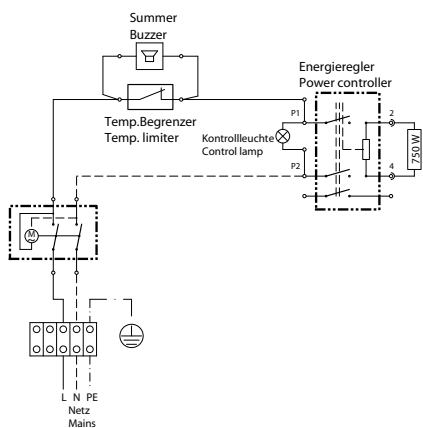 Summer
Buzzer
Energieregler
Power controller
Temp.Begrenzer
Temp. limiter
P1
2
Kontrollleuchte
Control lamp
750 W
P2
4
M
L N PE
Netz
Mains